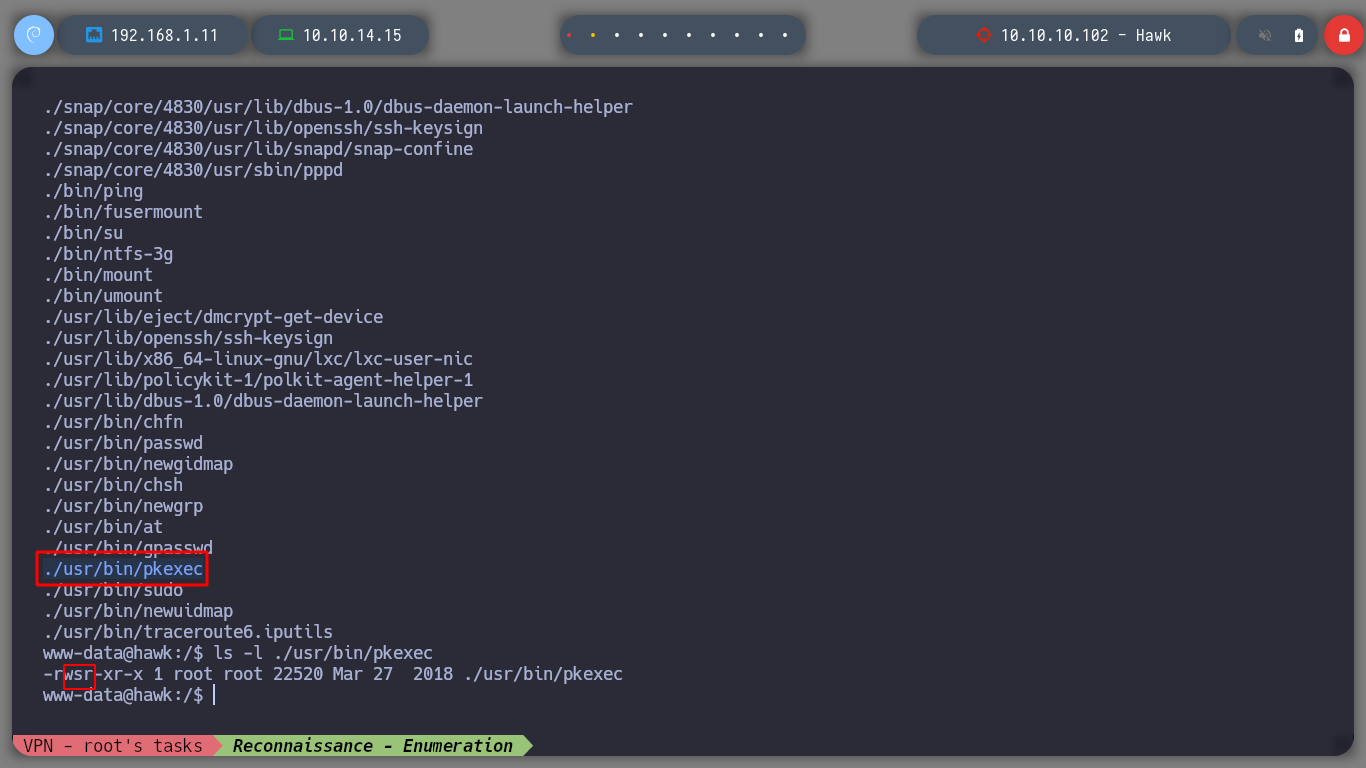 192.168.1.11 10.10.14.15 10.10.10.102 - Hawk
./snap/core/4830/usr/lib/dbus-1.0/dbus-daemon-launch-helper
./snap/core/4830/usr/lib/openssh/ssh-keysign
./snap/core/4830/usr/lib/snapd/snap-confine
./snap/core/4830/usr/sbin/pppd
./bin/ping
./bin/fusermount
./bin/su
./bin/ntfs-3g
./bin/mount
./bin/umount
./usr/lib/eject/dmcrypt-get-device
./usr/lib/openssh/ssh-keysign
./usr/lib/x86_64-linux-gnu/lxc/lxc-user-nic
./usr/lib/policykit-1/polkit-agent-helper-1
./usr/lib/dbus-1.0/dbus-daemon-launch-helper
./usr/bin/chfn
./usr/bin/passwd
./usr/bin/newgidmap
./usr/bin/chsh
./usr/bin/newgrp
./usr/bin/at
./usr/bin/gpasswd
./usr/bin/pkexec
./usr/bin/sudo
./usr/bin/newuidmap
./usr/bin/traceroute6.iputils
www-data@hawk:/$ ls -l ./usr/bin/pkexec
-rwsr-xr-x 1 root root 22520 Mar 27  2018 ./usr/bin/pkexec
www-data@hawk:/$
VPN - root's tasks Reconnaissance - Enumeration